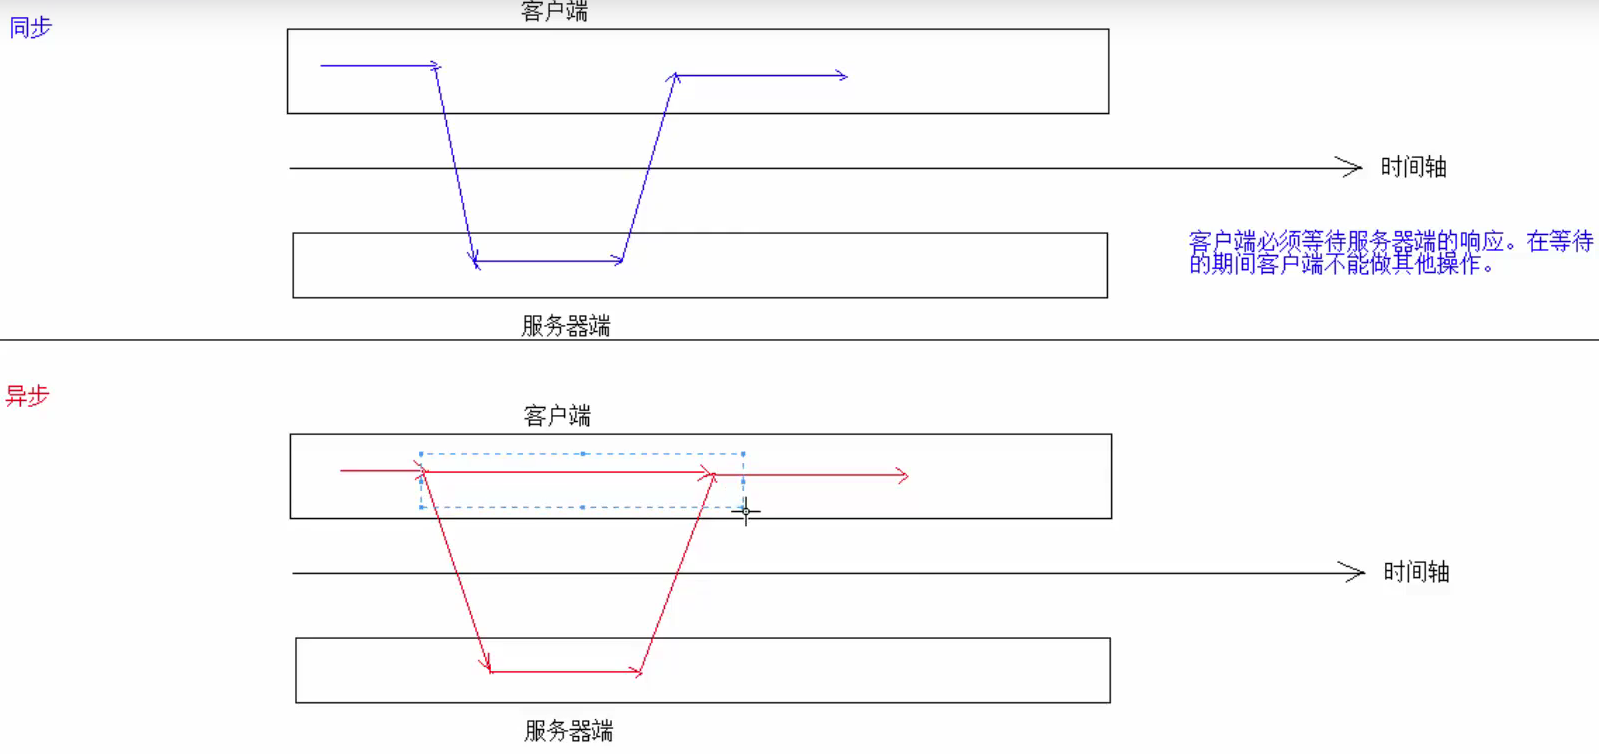 客户端
同步
时间轴
客户端必须等待服务器端的响应。在等待
的期间客户端不能做其他操作。
服务器端
异步
客户端
时间轴
服务器端